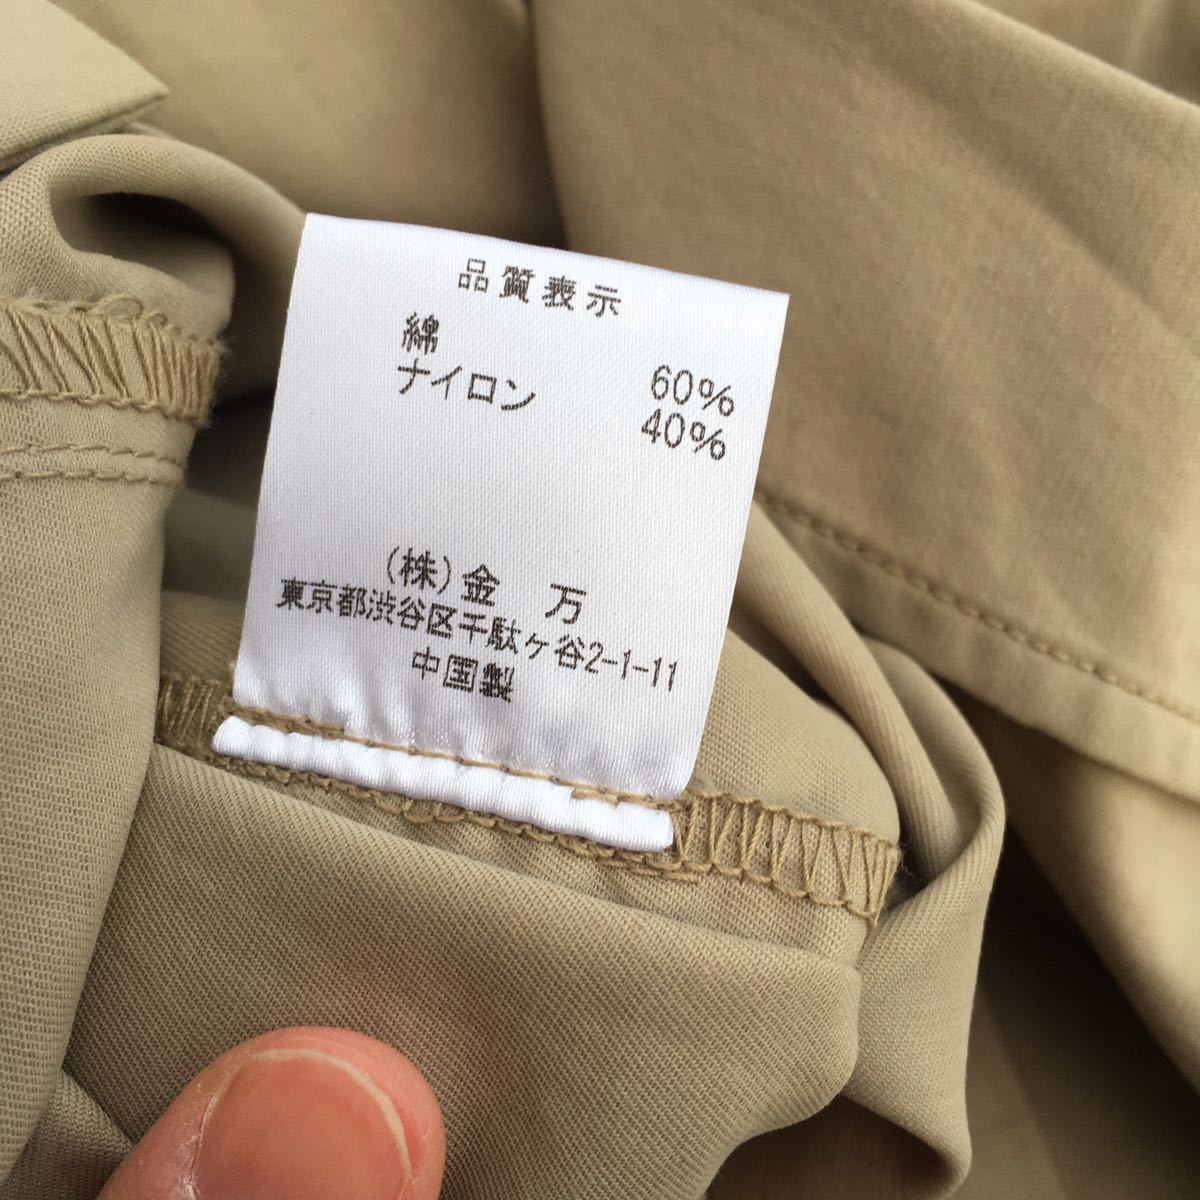 品質表示
綿 60%
ナイロン 40%
(株)金 万
東京都渋谷区千駄ヶ谷2-1-11
中国製